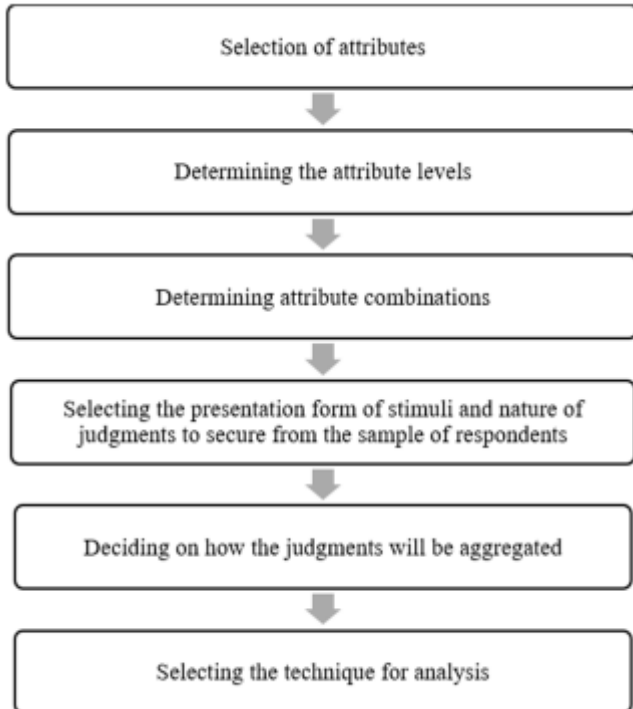 Selection of attributes
Determining the attribute levels
Determining attribute combinations
Selecting the presentation form of stimuli and nature of
judgments to secure from the sample of respondents
Deciding on how the judgments will be aggregated
Selecting the technique for analysis